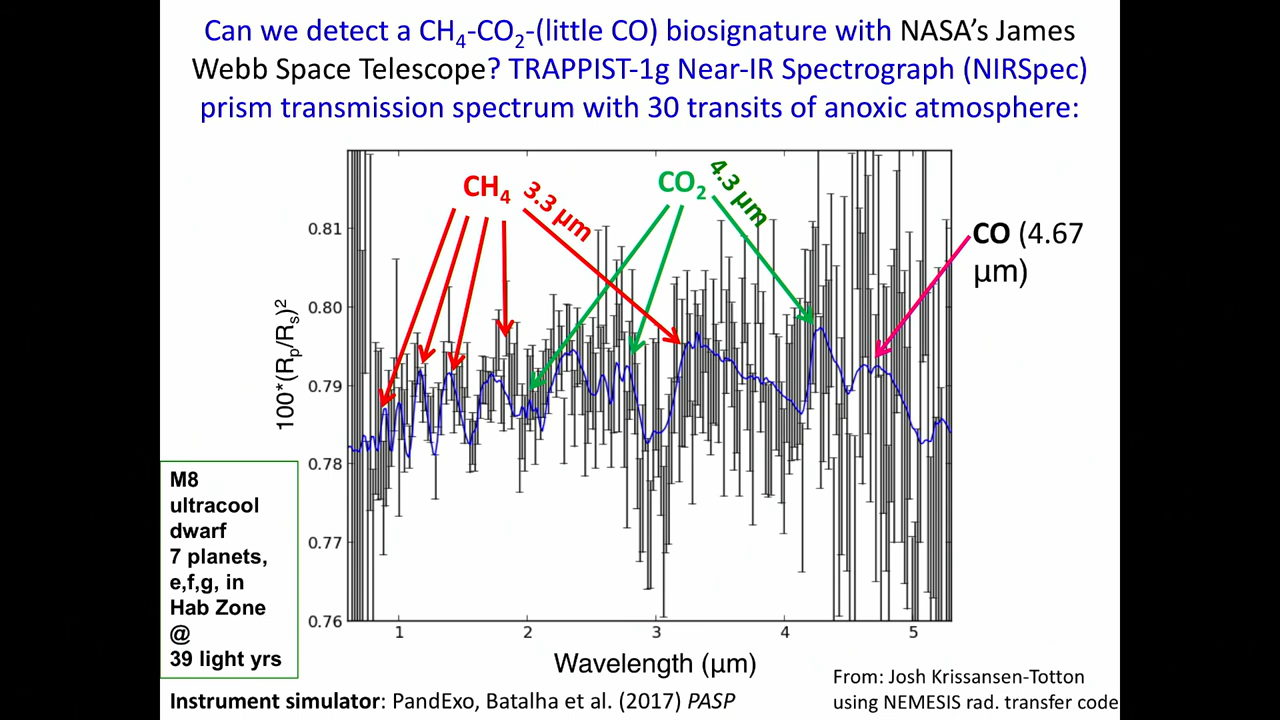 Can we detect a CH₄-CO₂-(little CO) biosignature with NASA’s James
Webb Space Telescope? TRAPPIST-1g Near-IR Spectrograph (NIRSpec)
prism transmission spectrum with 30 transits of anoxic atmosphere:
CH₄ 3.3 µm
CO₂ 4.3 µm
CO (4.67
µm)
0.81
0.80
0.79
0.78
0.77
0.76
100*(Rₚ/Rₛ)²
1 2 3 4 5
Wavelength (µm)
M8
ultracool
dwarf
7 planets,
e,f,g, in
Hab Zone
@
39 light yrs
Instrument simulator: PandExo, Batalha et al. (2017) PASP
From: Josh Krissansen-Totton
using NEMESIS rad. transfer code